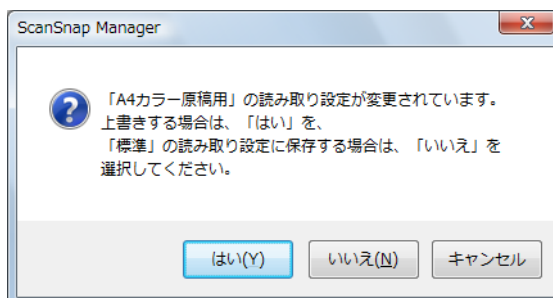 ScanSnap Manager
「A4カラー原稿用」の読み取り設定が変更されています。
上書きする場合は、「はい」を、
「標準」の読み取り設定に保存する場合は、「いいえ」を
選択してください。
はい(Y) いいえ(N) キャンセル